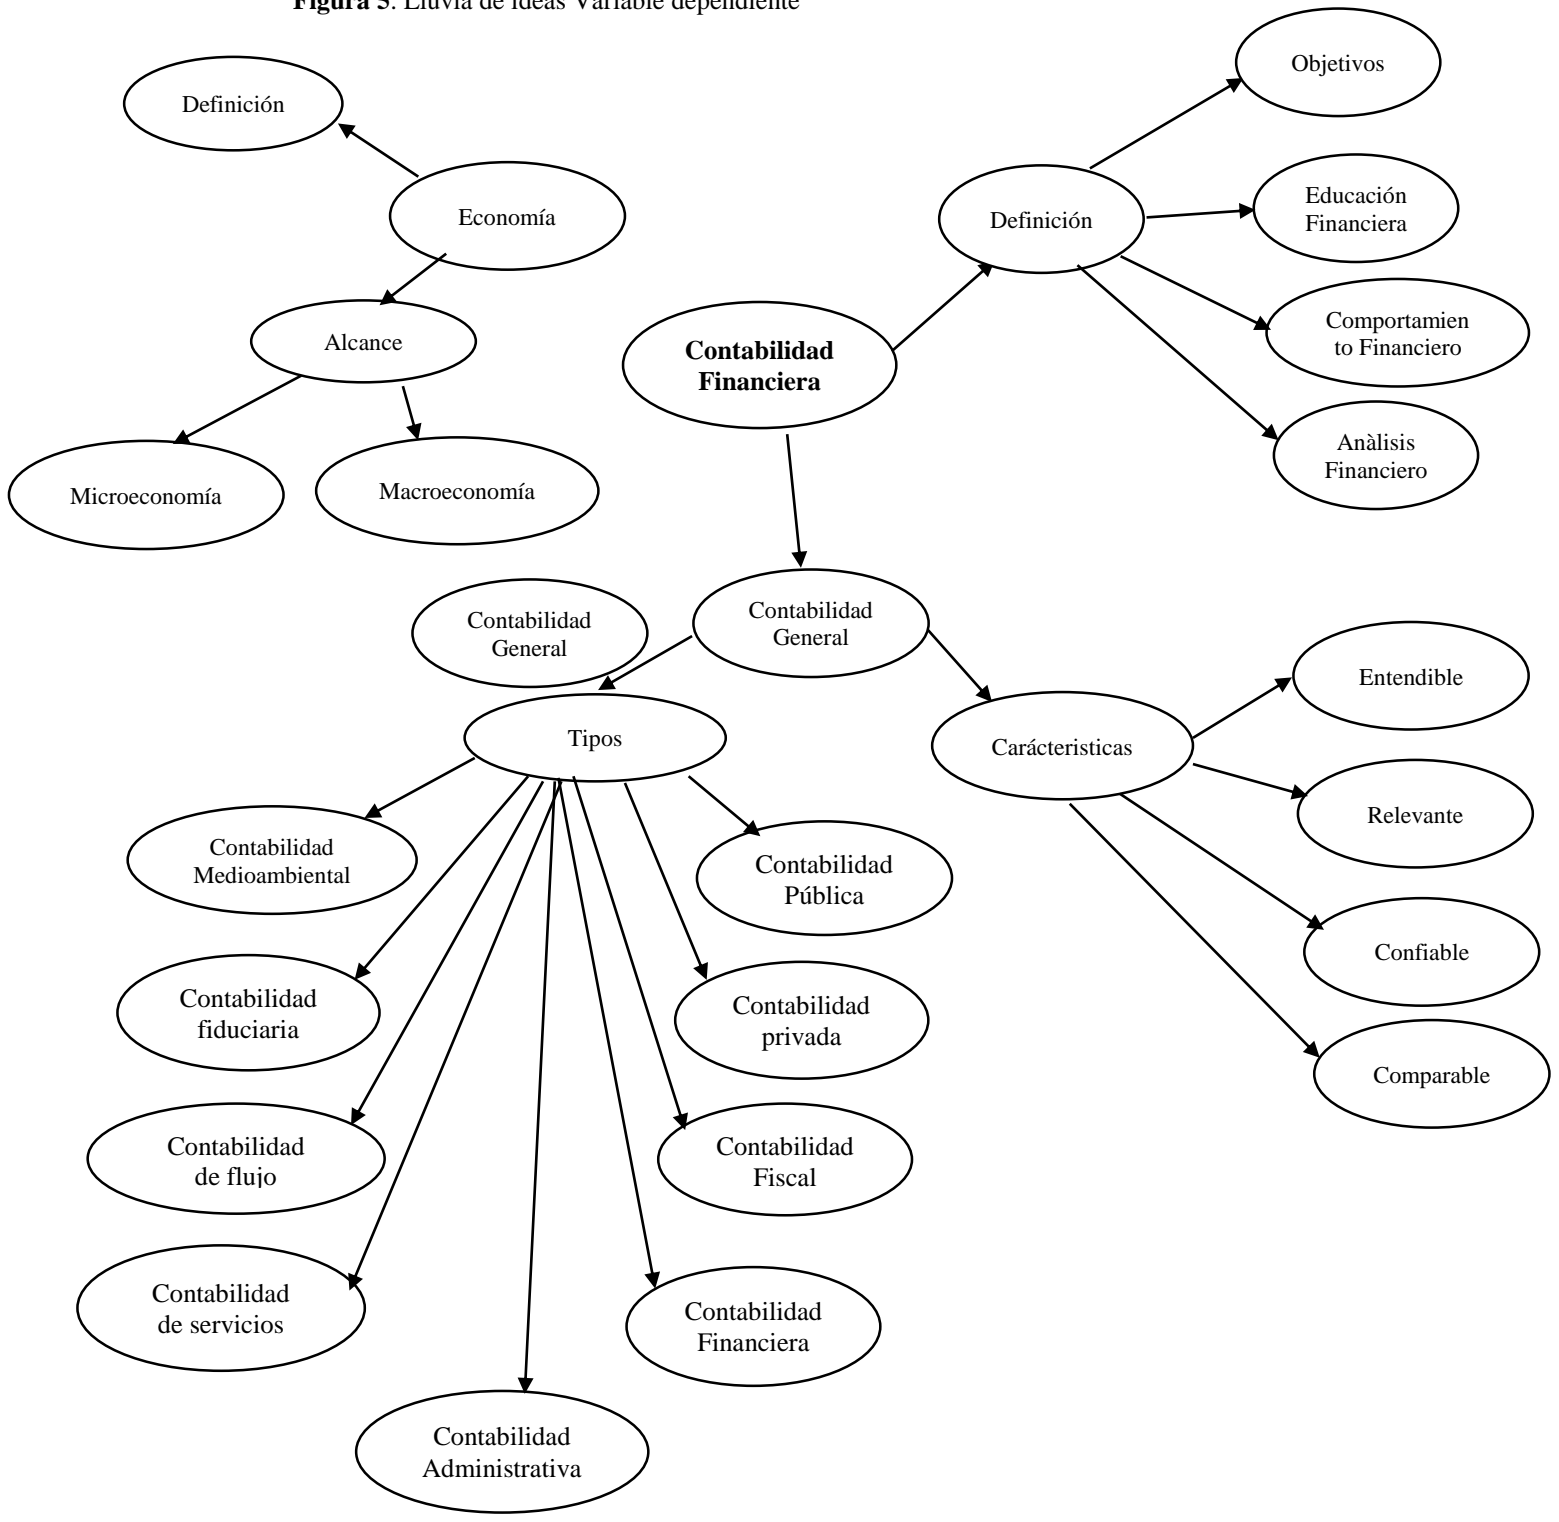 Figura 5. Lluvia de ideas Variable dependiente
Objetivos
Definición
Educación
Financiera
Economía
Definición
Comportamien
to Financiero
Alcance
Contabilidad
Financiera
Anàlisis
Financiero
Microeconomía
Macroeconomía
Contabilidad
General
Contabilidad
General
Entendible
Tipos
Carácteristicas
Relevante
Contabilidad
Medioambiental
Contabilidad
Pública
Confiable
Contabilidad
fiduciaria
Contabilidad
privada
Comparable
Contabilidad
de flujo
Contabilidad
Fiscal
Contabilidad
de servicios
Contabilidad
Financiera
Contabilidad
Administrativa